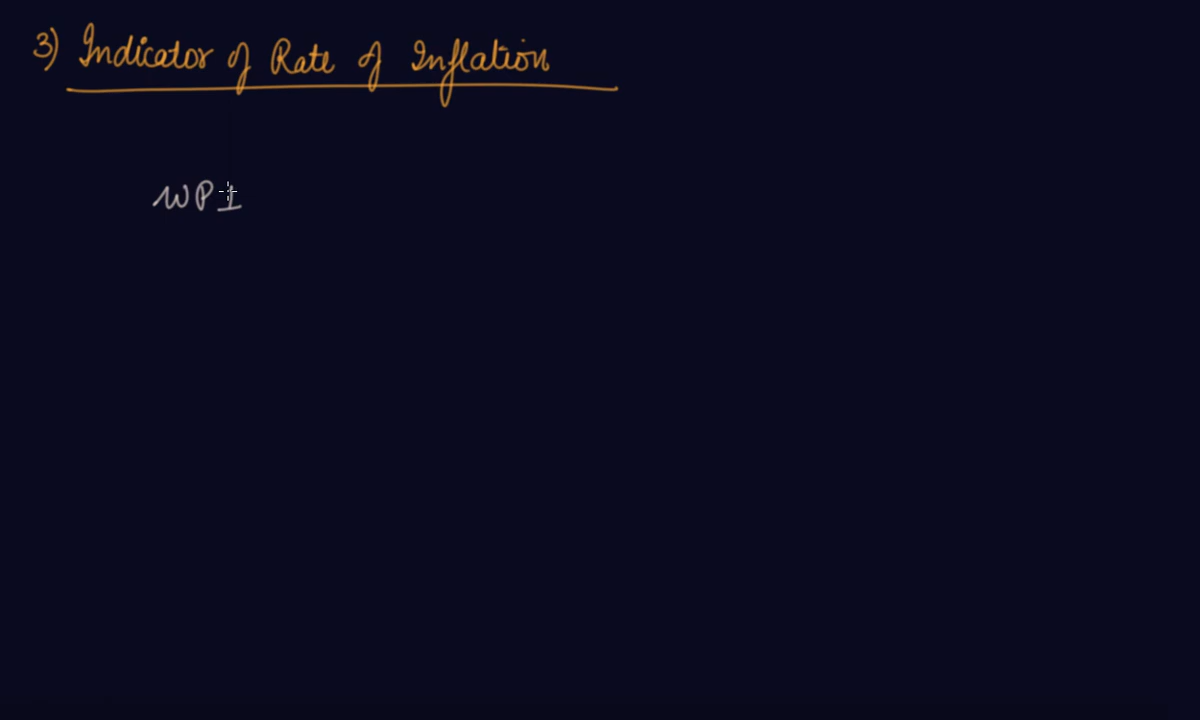 3) Indicator of Rate of Inflation
WPI